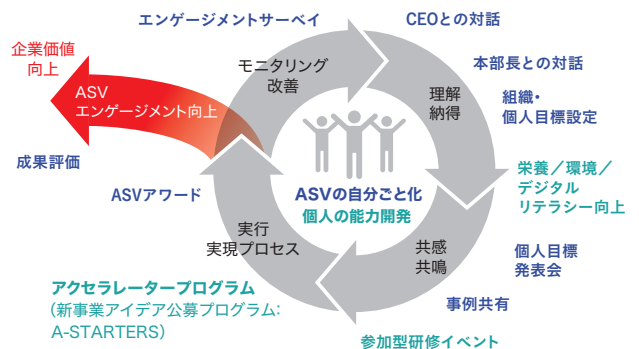 エンゲージメントサーベイ
CEOとの対話
企業価値
向上
モニタリング
改善
本部長との対話
ASV
エンゲージメント向上
理解
納得
組織・
個人目標設定
成果評価
ASVアワード
ASVの自分ごと化
個人の能力開発
栄養／環境／
デジタル
リテラシー向上
実行
実現プロセス
共感
共鳴
個人目標
発表会
アクセラレータープログラム
（新事業アイデア公募プログラム：
A-STARTERS）
事例共有
参加型研修イベント